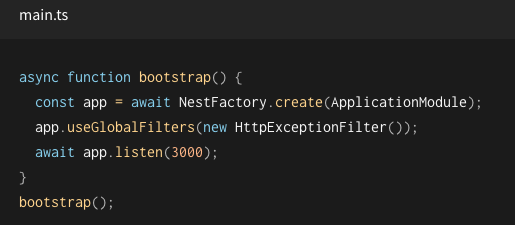 main.ts
async function bootstrap() {
  const app = await NestFactory.create(ApplicationModule);
  app.useGlobalFilters(new HttpExceptionFilter());
  await app.listen(3000);
}
bootstrap();